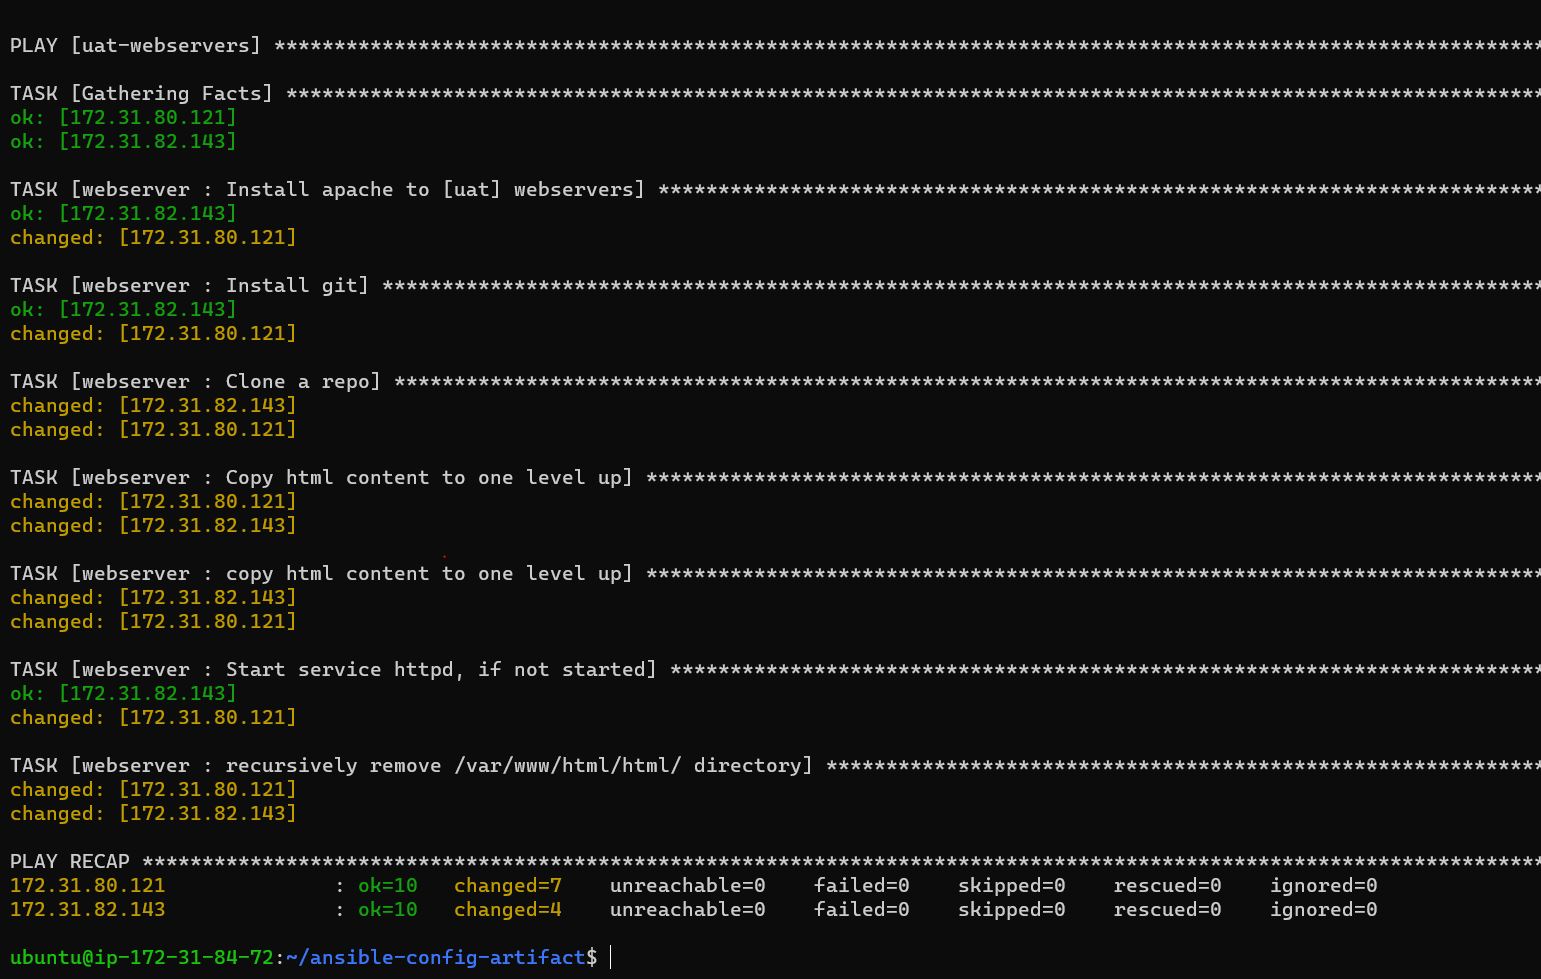 PLAY [uat-webservers] *********************************************************************************************************
TASK [Gathering Facts] ********************************************************************************************************
ok: [172.31.80.121]
ok: [172.31.82.143]
TASK [webserver : Install apache to [uat] webservers] *************************************************************************
ok: [172.31.82.143]
changed: [172.31.80.121]
TASK [webserver : Install git] ************************************************************************************************
ok: [172.31.82.143]
changed: [172.31.80.121]
TASK [webserver : Clone a repo] ***********************************************************************************************
changed: [172.31.82.143]
changed: [172.31.80.121]
TASK [webserver : Copy html content to one level up] **************************************************************************
changed: [172.31.80.121]
changed: [172.31.82.143]
TASK [webserver : copy html content to one level up] **************************************************************************
changed: [172.31.82.143]
changed: [172.31.80.121]
TASK [webserver : Start service httpd, if not started] ************************************************************************
ok: [172.31.82.143]
changed: [172.31.80.121]
TASK [webserver : recursively remove /var/www/html/html/ directory] ***********************************************************
changed: [172.31.80.121]
changed: [172.31.82.143]
PLAY RECAP ********************************************************************************************************************
172.31.80.121              : ok=10   changed=7    unreachable=0    failed=0    skipped=0    rescued=0    ignored=0
172.31.82.143              : ok=10   changed=4    unreachable=0    failed=0    skipped=0    rescued=0    ignored=0
ubuntu@ip-172-31-84-72:~/ansible-config-artifact$